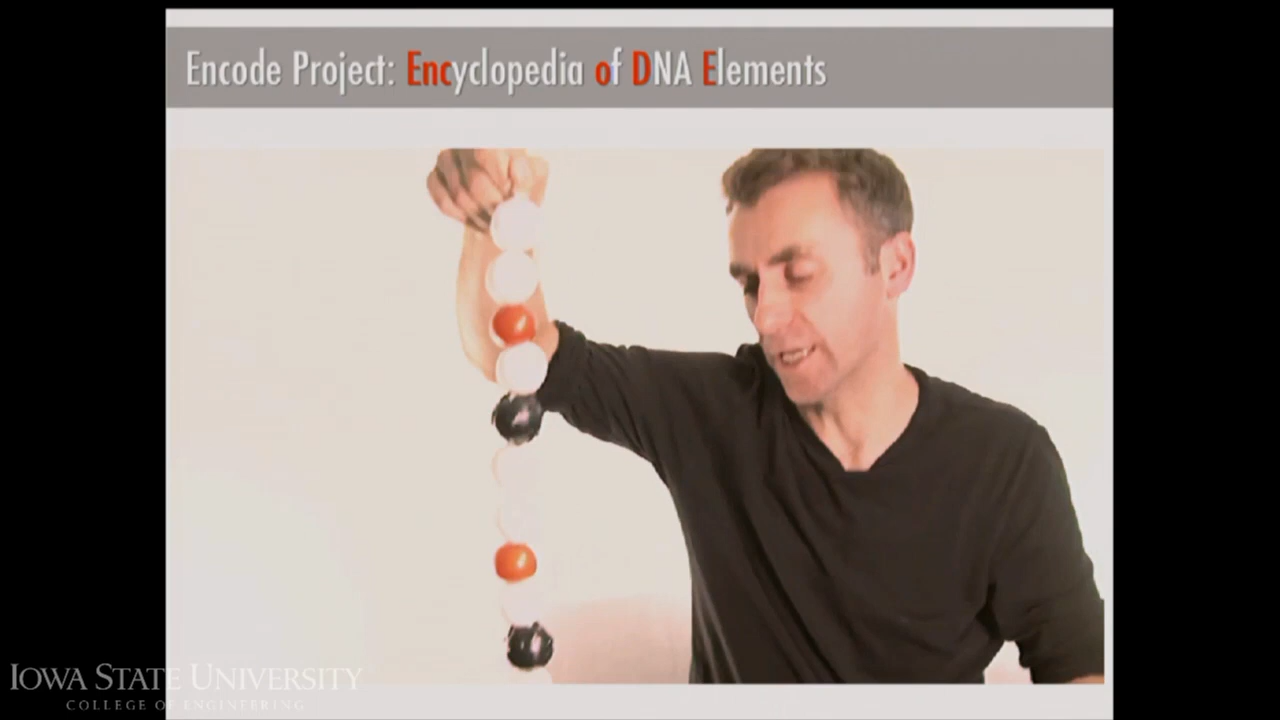 Encode Project: Encyclopedia of DNA Elements
IOWA STATE UNIVERSITY
COLLEGE OF ENGINEERING